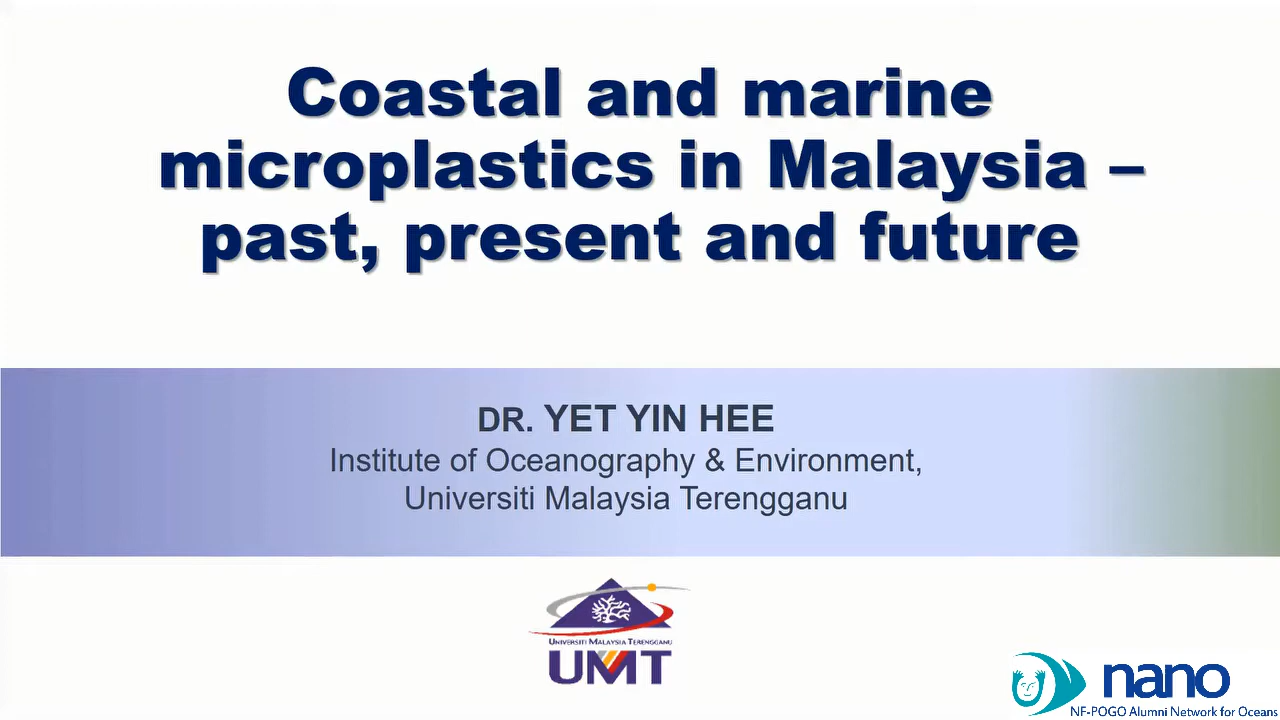 Coastal and marine
microplastics in Malaysia –
past, present and future
DR. YET YIN HEE
Institute of Oceanography & Environment,
Universiti Malaysia Terengganu
UNIVERSITI MALAYSIA TERENGGANU
UMT
nano
NF-POGO Alumni Network for Oceans